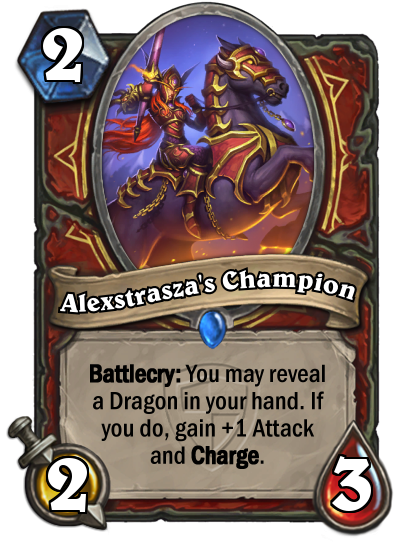 2
Alexstrasza's Champion
Battlecry: You may reveal
a Dragon in your hand. If
you do, gain +1 Attack
and Charge.
2
3